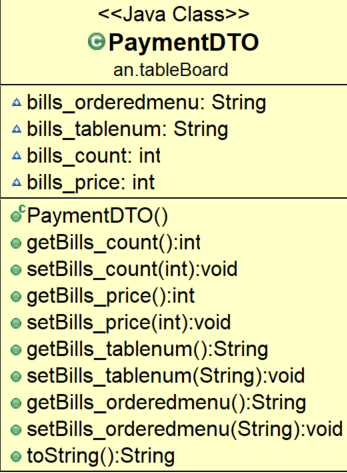 <<Java Class>>
PaymentDTO
an.tableBoard
bills_orderedmenu: String
bills_tablenum: String
bills_count: int
bills_price: int
PaymentDTO()
getBills_count():int
setBills_count(int):void
getBills_price():int
setBills_price(int):void
getBills_tablenum():String
setBills_tablenum(String):void
getBills_orderedmenu():String
setBills_orderedmenu(String):void
toString():String